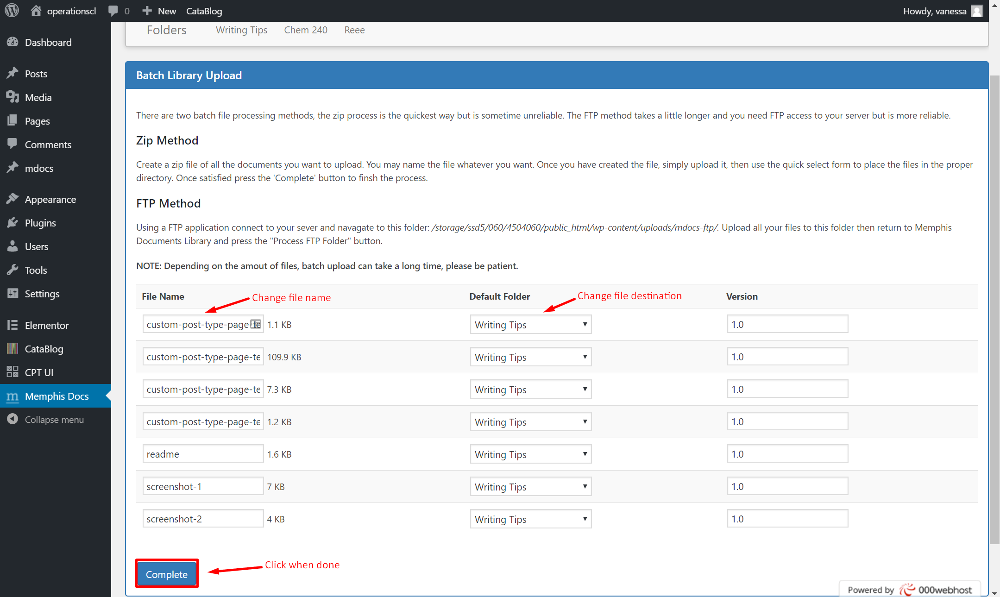 operationscl 0 New CataBlog Howdy, vanessa
Folders Writing Tips Chem 240 Reee
Dashboard
Posts
Media
Pages
Comments
mdocs
Appearance
Plugins
Users
Tools
Settings
Elementor
CataBlog
CPT UI
m Memphis Docs
Collapse menu
Batch Library Upload
There are two batch file processing methods, the zip process is the quickest way but is sometime unreliable. The FTP method takes a little longer and you need FTP access to your server but is more reliable.
Zip Method
Create a zip file of all the documents you want to upload. You may name the file whatever you want. Once you have created the file, simply upload it, then use the quick select form to place the files in the proper
directory. Once satisfied press the 'Complete' button to finsh the process.
FTP Method
Using a FTP application connect to your sever and navagate to this folder: /storage/ssd5/060/4504060/public_html/wp-content/uploads/mdocs-ftp/. Upload all your files to this folder then return to Memphis
Documents Library and press the "Process FTP Folder" button.
NOTE: Depending on the amout of files, batch upload can take a long time, please be patient.
File Name Change file name Default Folder Change file destination Version
custom-post-type-page-te 1.1 KB Writing Tips 1.0
custom-post-type-page-te 109.9 KB Writing Tips 1.0
custom-post-type-page-te 7.3 KB Writing Tips 1.0
custom-post-type-page-te 1.2 KB Writing Tips 1.0
readme 1.6 KB Writing Tips 1.0
screenshot-1 7 KB Writing Tips 1.0
screenshot-2 4 KB Writing Tips 1.0
Complete Click when done
Powered by 000webhost